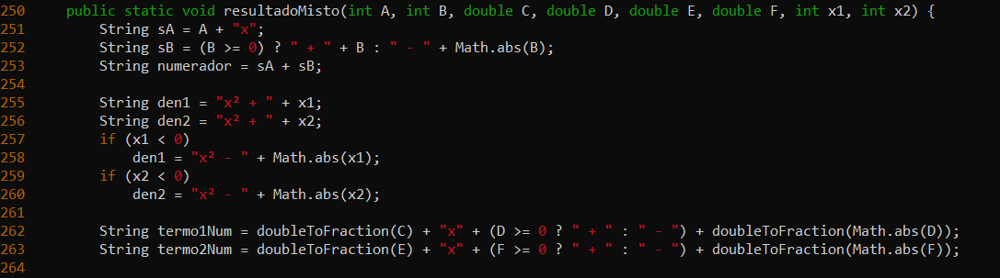 250 public static void resultadoMisto(int A, int B, double C, double D, double E, double F, int x1, int x2) {
251 String sA = A + "x";
252 String sB = (B >= 0) ? " + " + B : " - " + Math.abs(B);
253 String numerador = sA + sB;
254
255 String den1 = "x² + " + x1;
256 String den2 = "x² + " + x2;
257 if (x1 < 0)
258 den1 = "x² - " + Math.abs(x1);
259 if (x2 < 0)
260 den2 = "x² - " + Math.abs(x2);
261
262 String termo1Num = doubleToFraction(C) + "x" + (D >= 0 ? " + " : " - ") + doubleToFraction(Math.abs(D));
263 String termo2Num = doubleToFraction(E) + "x" + (F >= 0 ? " + " : " - ") + doubleToFraction(Math.abs(F));
264